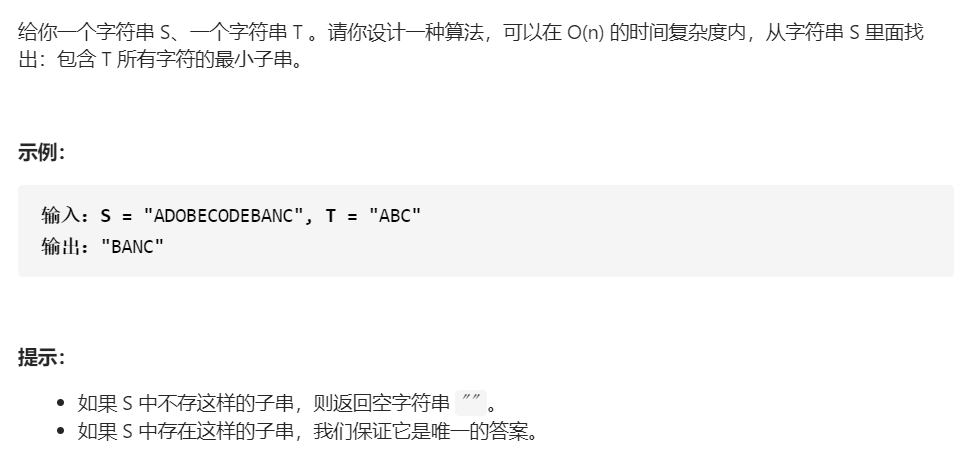 给你一个字符串 S、一个字符串 T 。请你设计一种算法，可以在 O(n) 的时间复杂度内，从字符串 S 里面找
出：包含 T 所有字符的最小子串。
示例：
输入：S = "ADOBECODEBANC", T = "ABC"
输出："BANC"
提示：
• 如果 S 中不存这样的子串，则返回空字符串 ""。
• 如果 S 中存在这样的子串，我们保证它是唯一的答案。